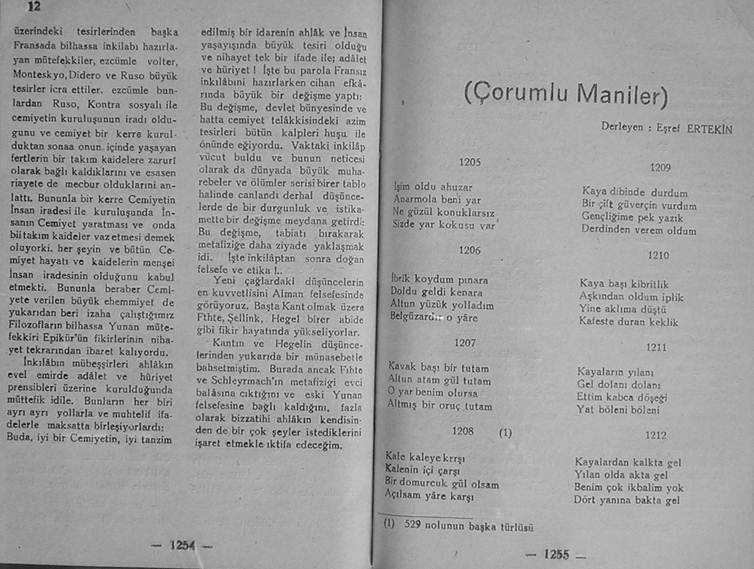 12
üzerindeki tesirlerinden başka
Fransada bilhassa inkilabı hazırla-
yan mütefekkiler, ezcümle volter,
Monteskyo, Didero ve Ruso büyük
tesirler icra ettiler. ezcümle bun-
lardan Ruso, Kontra sosyali ile
cemiyetin kuruluşunun iradi oldu-
gunu ve cemiyet bir kerre kurul-
duktan sonaa onun içinde yaşayan
fertlerin bir takım kaidelere zarurî
olarak bağlı kaldıklarını ve esasen
riayete de mecbur olduklarını an-
lattı. Bununla bir kerre Cemiyetin
İnsan iradesi ile kuruluşunda İn-
sanın Cemiyet yaratması ve onda
biitakım kaideler vazetmesi demek
oluyorki. her şeyin ve bütün Ce-
miyet hayatı ve kaidelerin menşei
İnsan iradesinin olduğunu kabul
etmekti. Bununla beraber Cemi-
yete verilen büyük ehemmiyet de
yukarıdan beri izaha çalıştığımız
Filozofların bilhassa Yunan müte-
fekkiri Epikür'ün fikirlerinin niha-
yet tekrarından ibaret kalıyordu.
İnkılâbın mübeşşirleri ahlâkın
evvel emirde adâlet ve hürriyet
prensibleri üzerine kurulduğunda
müttefik idile. Bunların her biri
ayrı ayrı yollarla ve muhtelif ifa-
delerle maksatta birleşiyorlardı:
Buda, iyi bir Cemiyetin, iyi tanzim
edilmiş bir idarenin ahlâk ve İnsan
yaşayışında büyük tesiri olduğu
ve nihayet tek bir ifade ile; adâlet
ve hüriyet ! İşte bu parola Fransız
inkılâbını hazırlarken cihan efkâ-
rında büyük bir değişme yaptı:
Bu değişme, devlet bünyesinde ve
hatta cemiyet telâkkisindeki azim
tesirleri bütün kalpleri huşu ile
önünde eğiyordu. Vaktaki inkilâp
vücut buldu ve bunun neticesi
olarak da dünyada büyük muha-
rebeler ve ölümler serisi birer tablo
halinde canlandı derhal düşünce-
lerde de bir durgunluk ve istika-
mette bir değişme meydana getirdi:
Bu değişme, tabiatı bırakarak
metafiziğe daha ziyade yaklaşmak
idi. İşte inkilâptan sonra doğan
felsefe ve etika !..
Yeni çağlardaki düşüncelerin
en kuvvetlisini Alman felsefesinde
görüyoruz. Başta Kant olmak üzere
Fthte, Şellink, Hegel birer abide
gibi fikir hayatında yükseliyorlar.
Kantın ve Hegelin düşünce-
lerinden yukarıda bir münasebetle
bahsetmiştim. Burada ancak Fıhte
ve Schleyrmach'ın metafizigi evci
balâsına çıktığını ve eski Yunan
felsefesine bağlı kaldığını, fazla
olarak bizzatihi ahlâkın kendisin-
den de bir çok şeyler istediklerini
işaret etmekle iktifa edeceğim.
— 1254 —
(Çorumlu Maniler)
Derleyen : Eşref ERTEKİN
1205
İşim oldu ahuzar
Anarmola beni yar
Ne güzül konuklarsız
Sizde yar kokusu var
1206
İbrik koydum pınara
Doldu geldi kenara
Altun yüzük yolladım
Belgüzardır o yâre
1207
Kavak başı bir tutam
Altun atam gül tutam
O yar benim olursa
Altmış bir oruç tutam
1208 (1)
Kale kaleye krrşı
Kalenin içi çarşı
Bir domurcuk gül olsam
Açılsam yâre karşı
1209
Kaya dibinde durdum
Bir çift güverçin vurdum
Gençliğime pek yazık
Derdinden verem oldum
1210
Kaya başı kibritlik
Aşkından oldum iplik
Yine aklıma düştü
Kafeste duran keklik
1211
Kayaların yılanı
Gel dolanı dolanı
Ettim kabca döşeği
Yat böleni böleni
1212
Kayalardan kalkta gel
Yılan olda akta gel
Benim çok ikbalim yok
Dört yanına bakta gel
(1) 529 nolunun başka türlüsü
— 1255 —